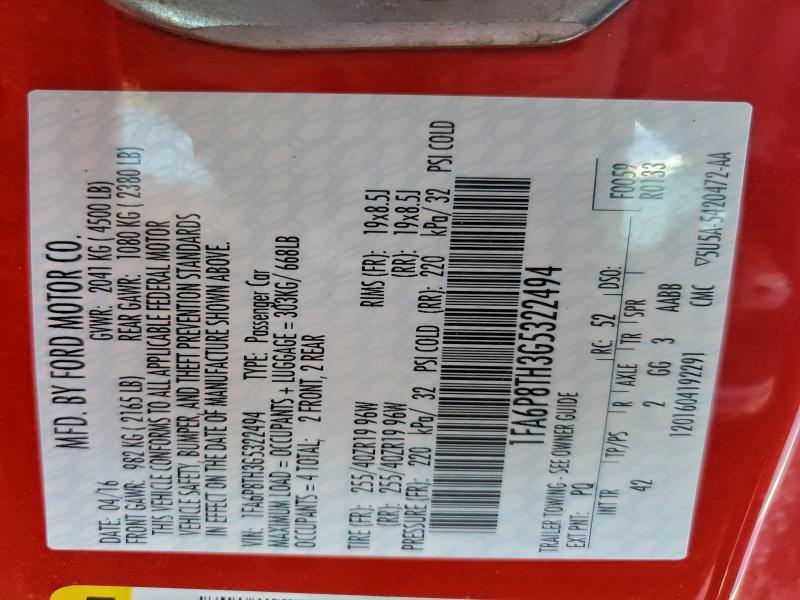 MFD. BY FORD MOTOR CO.
DATE: 04/16 GVWR: 2041 KG ( 4500 LB)
FRONT GAWR: 982 KG ( 2165 LB) REAR GAWR: 1080 KG ( 2380 LB)
THIS VEHICLE CONFORMS TO ALL APPLICABLE FEDERAL MOTOR
VEHICLE SAFETY, BUMPER, AND THEFT PREVENTION STANDARDS
IN EFFECT ON THE DATE OF MANUFACTURE SHOWN ABOVE.
VIN: 1FA6P8TH3G5322494 TYPE: Passenger Car
MAXIMUM LOAD = OCCUPANTS + LUGGAGE = 303KG/ 668LB
OCCUPANTS = 4 TOTAL; 2 FRONT, 2 REAR
TIRE (FR): 255/40ZR19 96W RIMS (FR): 19x8.5J
(RR): 255/40ZR19 96W (RR): 19x8.5J
PRESSURE (FR): 220 kPa/ 32 PSI COLD (RR): 220 kPa/ 32 PSI COLD
1FA6P8TH3G5322494
TRAILER TOWING - SEE OWNER GUIDE F0059
EXT PNT: PQ RC: 52 DSO: R0133
INTTR TP/PS R AXLE TR SPR
42 2 GG 3 AABB
1201604192291 CMC ▽5U5A-5420472-AA